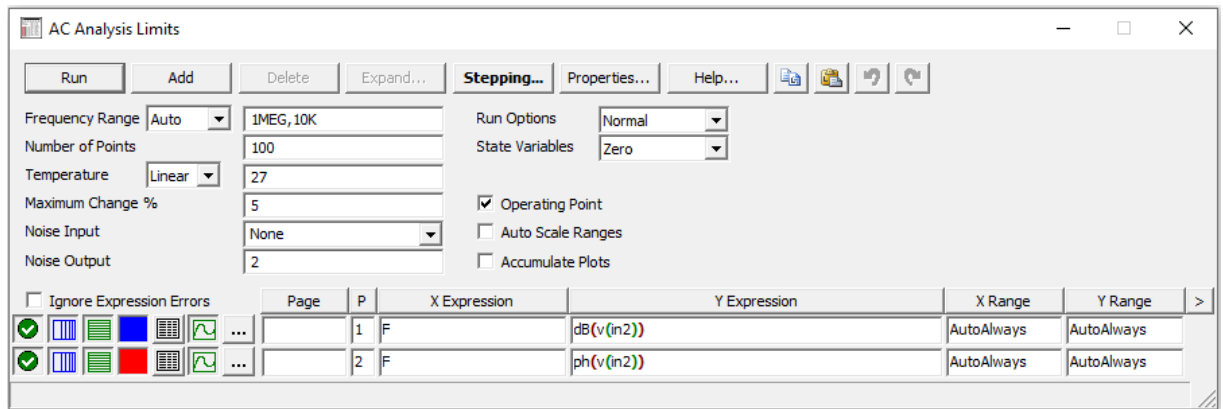 AC Analysis Limits
Run Add Delete Expand... Stepping... Properties... Help...
Frequency Range Auto 1MEG,10K Run Options Normal
Number of Points 100 State Variables Zero
Temperature Linear 27
Maximum Change % 5 Operating Point
Noise Input None Auto Scale Ranges
Noise Output 2 Accumulate Plots
Ignore Expression Errors Page P X Expression Y Expression X Range Y Range >
... 1 F dB(v(in2)) AutoAlways AutoAlways
... 2 F ph(v(in2)) AutoAlways AutoAlways